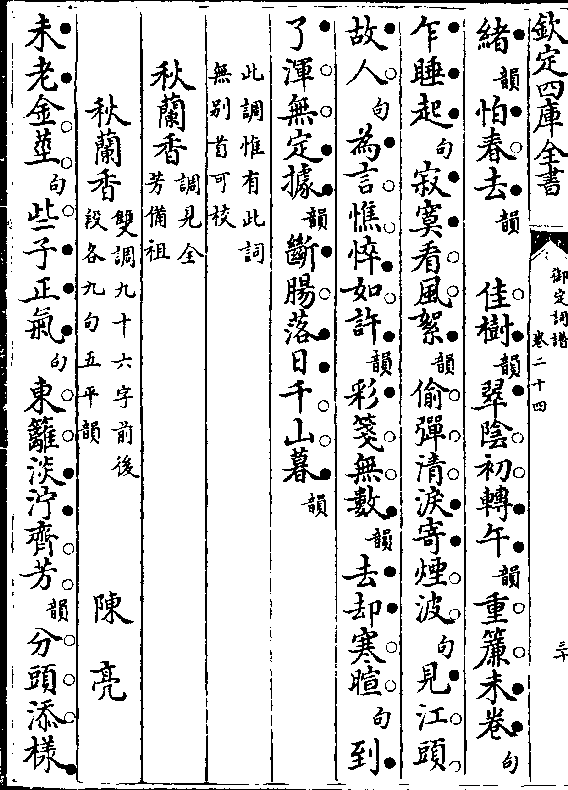 欽定四庫全書
御定詞譜
卷二十四
三十
緒韻怕春去韻　佳樹韻翠陰初轉午韻重簾未卷句
乍睡起句寂寞看風絮韻偷彈清淚寄煙波句見江頭
故人句為言憔悴如許韻彩箋無數韻去却寒暄句到
了渾無定據韻斷腸落日千山暮韻
此調惟有此詞
無别首可校
秋蘭香調見全
芳備祖
秋蘭香雙調九十六字前後
段各九句五平韻
陳亮
未老金莖句些子正氣句東籬淡泞齊芳韻分頭添樣